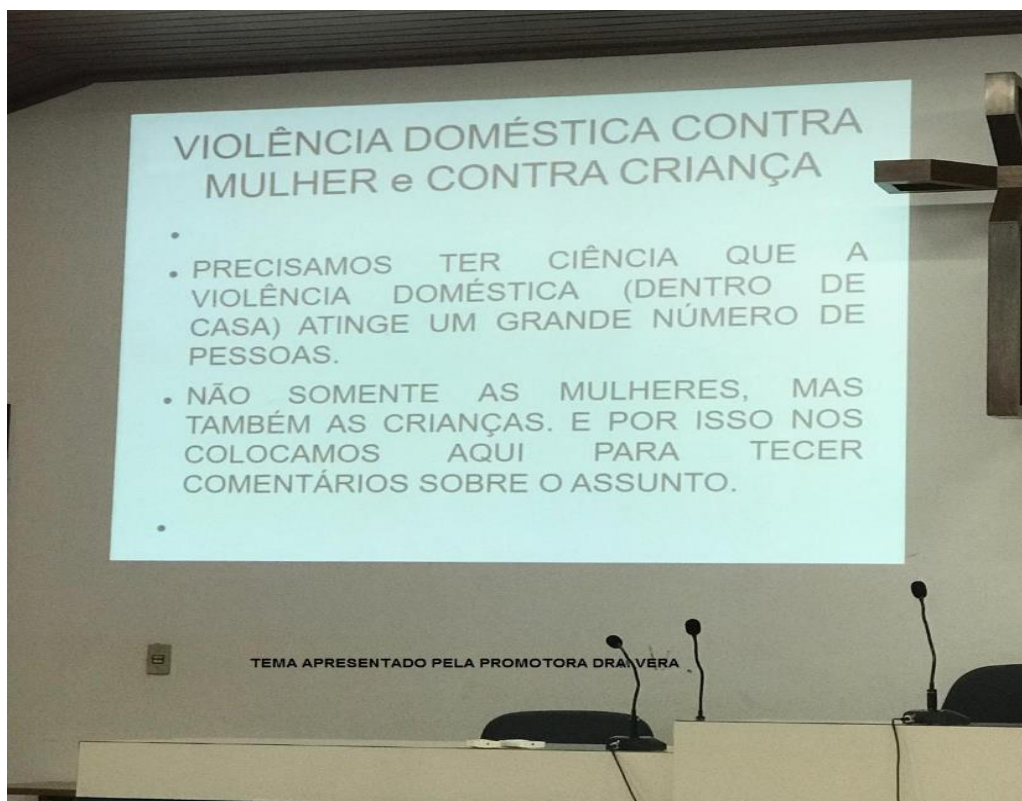 VIOLÊNCIA DOMÉSTICA CONTRA
MULHER e CONTRA CRIANÇA
•
• PRECISAMOS TER CIÊNCIA QUE A
VIOLÊNCIA DOMÉSTICA (DENTRO DE
CASA) ATINGE UM GRANDE NÚMERO DE
PESSOAS.
• NÃO SOMENTE AS MULHERES, MAS
TAMBÉM AS CRIANÇAS. E POR ISSO NOS
COLOCAMOS AQUI PARA TECER
COMENTÁRIOS SOBRE O ASSUNTO.
•
TEMA APRESENTADO PELA PROMOTORA DRA. VERA